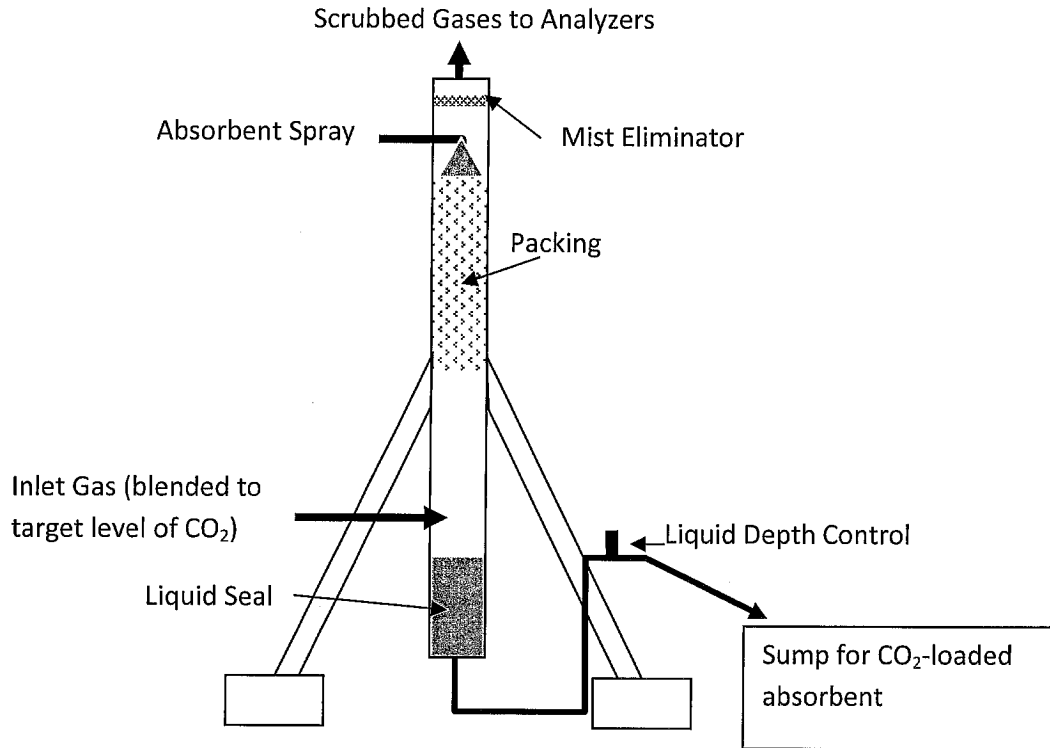 Scrubbed Gases to Analyzers
Absorbent Spray
Mist Eliminator
Packing
Inlet Gas (blended to
target level of CO₂)
Liquid Depth Control
Liquid Seal
Sump for CO₂-loaded
absorbent